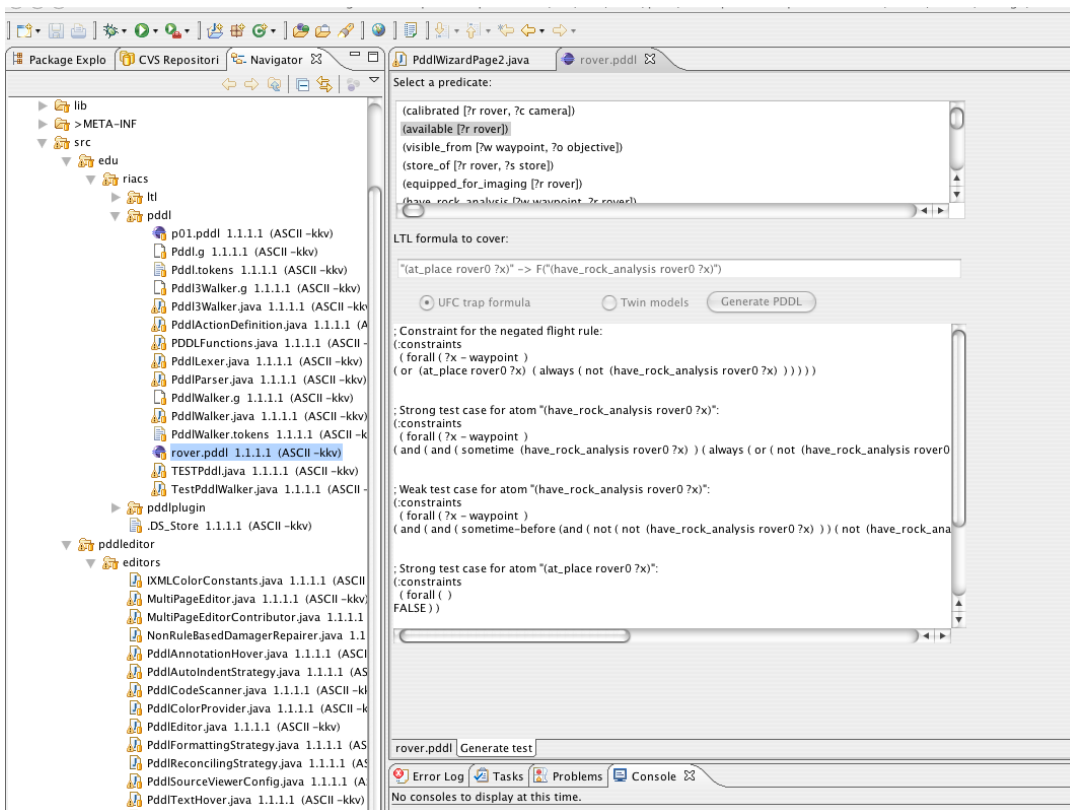 Package Explo CVS Repositori Navigator
lib
>META-INF
src
edu
riacs
ltl
pddl
p01.pddl 1.1.1.1 (ASCII -kkv)
Pddl.g 1.1.1.1 (ASCII -kkv)
Pddl.tokens 1.1.1.1 (ASCII -kkv)
Pddl3Walker.g 1.1.1.1 (ASCII -kkv)
Pddl3Walker.java 1.1.1.1 (ASCII -kkv
PddlActionDefinition.java 1.1.1.1 (A
PDDLFunctions.java 1.1.1.1 (ASCII -
PddlLexer.java 1.1.1.1 (ASCII -kkv)
PddlParser.java 1.1.1.1 (ASCII -kkv)
PddlWalker.g 1.1.1.1 (ASCII -kkv)
PddlWalker.java 1.1.1.1 (ASCII -kkv)
PddlWalker.tokens 1.1.1.1 (ASCII -k
rover.pddl 1.1.1.1 (ASCII -kkv)
TESTPddl.java 1.1.1.1 (ASCII -kkv)
TestPddlWalker.java 1.1.1.1 (ASCII -
pddlplugin
.DS_Store 1.1.1.1 (ASCII -kkv)
pddleditor
editors
IXMLColorConstants.java 1.1.1.1 (ASCII
MultiPageEditor.java 1.1.1.1 (ASCII -kkv)
MultiPageEditorContributor.java 1.1.1.1
NonRuleBasedDamagerRepairer.java 1.1
PddlAnnotationHover.java 1.1.1.1 (ASCI
PddlAutoIndentStrategy.java 1.1.1.1 (AS
PddlCodeScanner.java 1.1.1.1 (ASCII -kk
PddlColorProvider.java 1.1.1.1 (ASCII -k
PddlEditor.java 1.1.1.1 (ASCII -kkv)
PddlFormattingStrategy.java 1.1.1.1 (AS
PddlReconcilingStrategy.java 1.1.1.1 (AS
PddlSourceViewerConfig.java 1.1.1.1 (A
PddlTextHover.java 1.1.1.1 (ASCII -kkv)
PddlWizardPage2.java rover.pddl
Select a predicate:
(calibrated [?r rover, ?c camera])
(available [?r rover])
(visible_from [?w waypoint, ?o objective])
(store_of [?r rover, ?s store])
(equipped_for_imaging [?r rover])
(have_rock_analysis [?w waypoint, ?r rover])
LTL formula to cover:
"(at_place rover0 ?x)" -> F("(have_rock_analysis rover0 ?x)")
UFC trap formula Twin models Generate PDDL
; Constraint for the negated flight rule:
(:constraints
( forall ( ?x - waypoint )
( or (at_place rover0 ?x) ( always ( not (have_rock_analysis rover0 ?x) ) ) ) ) )
; Strong test case for atom "(have_rock_analysis rover0 ?x)":
(:constraints
( forall ( ?x - waypoint )
( and ( and ( sometime (have_rock_analysis rover0 ?x) ) ( always ( or ( not (have_rock_analysis rover0
; Weak test case for atom "(have_rock_analysis rover0 ?x)":
(:constraints
( forall ( ?x - waypoint )
( and ( and ( sometime-before (and ( not ( not (have_rock_analysis rover0 ?x) ) ) ( not (have_rock_ana
; Strong test case for atom "(at_place rover0 ?x)":
(:constraints
( forall ( )
FALSE ) )
rover.pddl Generate test
Error Log Tasks Problems Console
No consoles to display at this time.